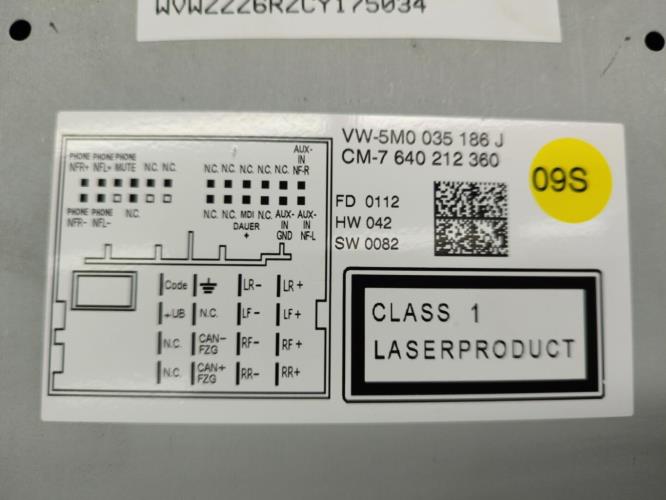 WVWZZZ6RZCY175034
VW-5M0 035 186 J
CM-7 640 212 360
FD 0112
HW 042
SW 0082
09S
PHONE PHONE PHONE AUX-
IN
NFR+ NFL+ MUTE N.C. N.C. N.C. N.C. N.C. N.C. NF-R
PHONE PHONE N.C. N.C. N.C. MDI N.C. AUX- AUX-
NFR- NFL- DAUER IN IN
+ GND NF-L
Code LR- LR+
+UB N.C. LF- LF+
N.C. CAN- RF- RF+
FZG
N.C. CAN+ RR- RR+
FZG
CLASS 1
LASERPRODUCT